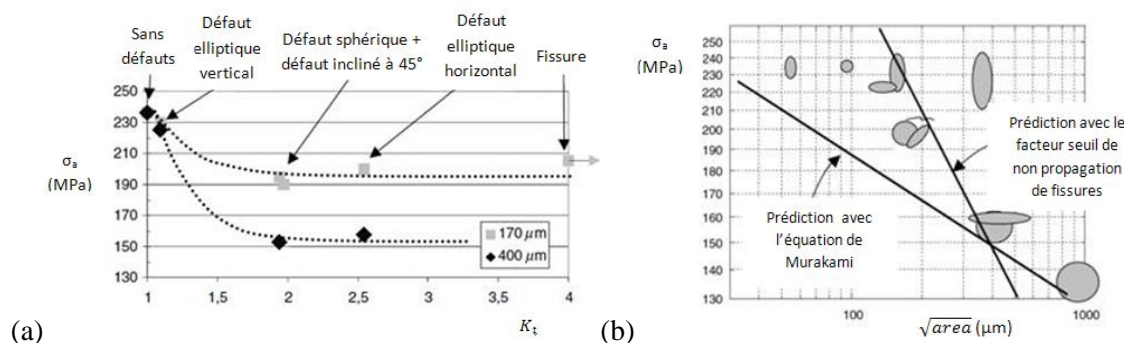 Sans
défauts
Défaut
elliptique
vertical
Défaut sphérique +
défaut incliné à 45°
Défaut
elliptique
horizontal
Fissure
σa
(MPa)
250
230
210
190
170
150
130
170 μm
400 μm
1
1,5
2
2,5
3
3,5
4
Kt
(a)
σa
(MPa)
250
230
220
210
200
190
180
170
160
150
140
130
Prédiction avec le
facteur seuil de
non propagation
de fissures
Prédiction avec
l'équation de
Murakami
100
1000
√area (μm)
(b)